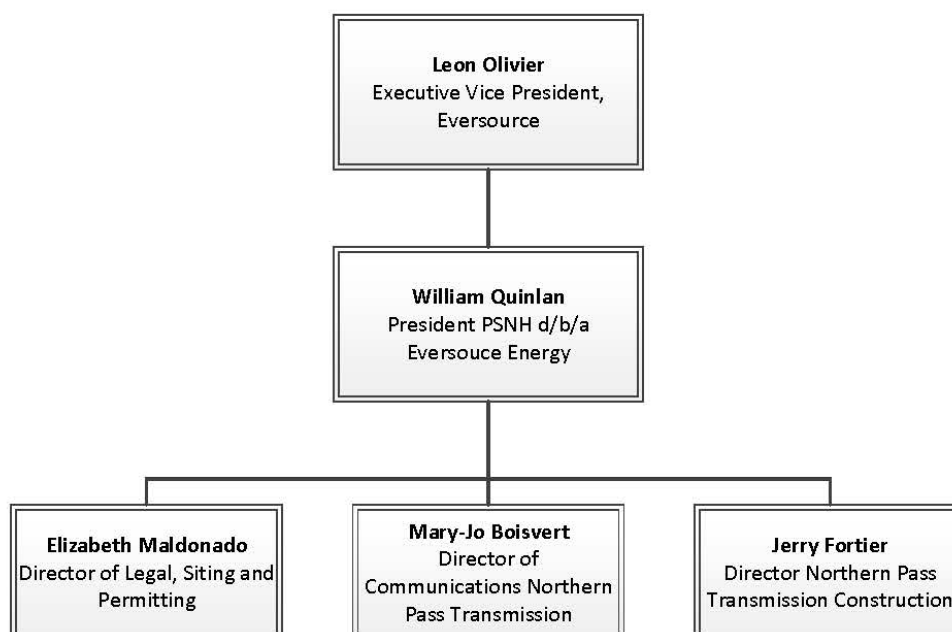 Leon Olivier
Executive Vice President,
Eversource
William Quinlan
President PSNH d/b/a
Eversouce Energy
Elizabeth Maldonado
Director of Legal, Siting and
Permitting
Mary-Jo Boisvert
Director of
Communications Northern
Pass Transmission
Jerry Fortier
Director Northern Pass
Transmission Construction